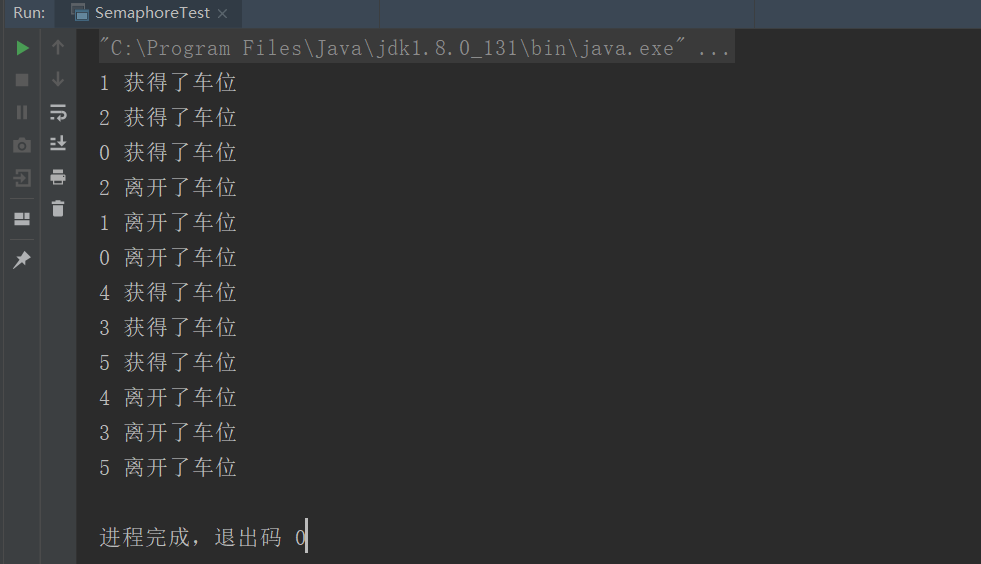 Run: SemaphoreTest ×
"C:\Program Files\Java\jdk1.8.0_131\bin\java.exe" ...
1 获得了车位
2 获得了车位
0 获得了车位
2 离开了车位
1 离开了车位
0 离开了车位
4 获得了车位
3 获得了车位
5 获得了车位
4 离开了车位
3 离开了车位
5 离开了车位
进程完成，退出码 0